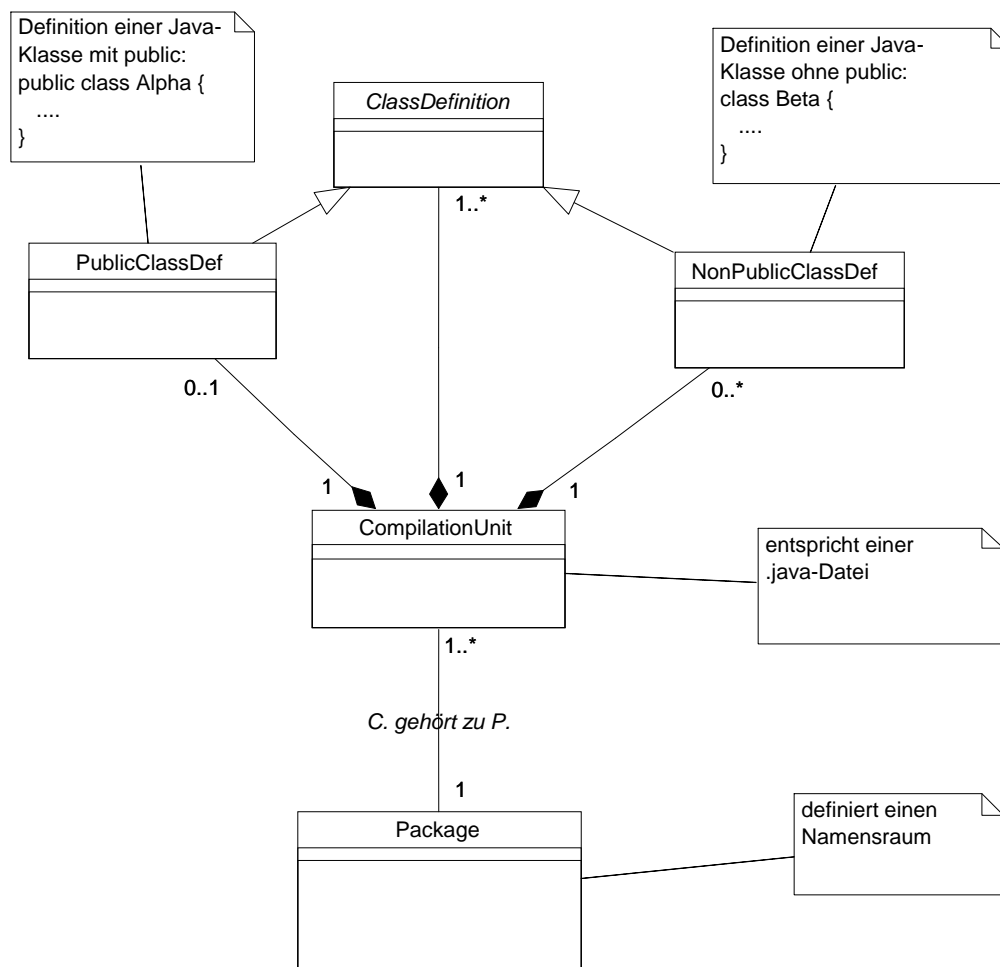 Definition einer Java-
Klasse mit public:
public class Alpha {
....
}
ClassDefinition
Definition einer Java-
Klasse ohne public:
class Beta {
....
}
1..*
PublicClassDef
NonPublicClassDef
0..1
0..*
1
1
1
CompilationUnit
entspricht einer
.java-Datei
1..*
C. gehört zu P.
1
Package
definiert einen
Namensraum